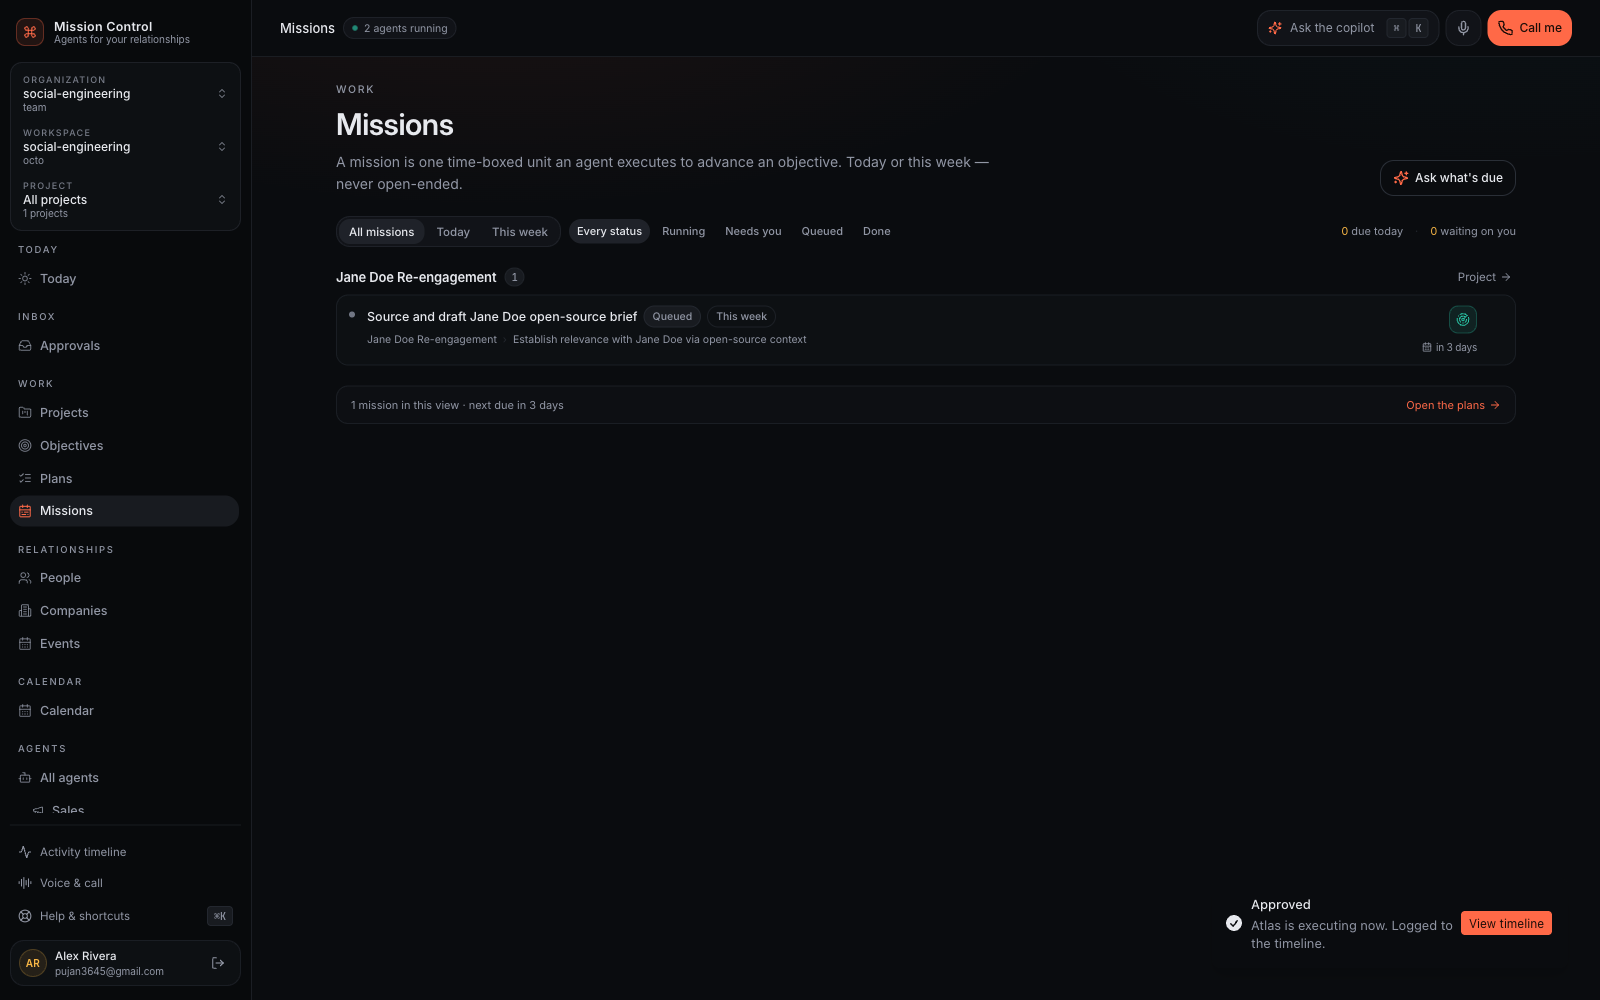 Mission Control
Agents for your relationships
ORGANIZATION
social-engineering
team
WORKSPACE
social-engineering
octo
PROJECT
All projects
1 projects
TODAY
Today
INBOX
Approvals
WORK
Projects
Objectives
Plans
Missions
RELATIONSHIPS
People
Companies
Events
CALENDAR
Calendar
AGENTS
All agents
Sales
Activity timeline
Voice & call
Help & shortcuts ⌘K
AR
Alex Rivera
pujan3645@gmail.com
Missions 2 agents running
Ask the copilot ⌘ K
Call me
WORK
Missions
A mission is one time-boxed unit an agent executes to advance an objective. Today or this week —
never open-ended.
Ask what's due
All missions Today This week Every status Running Needs you Queued Done
0 due today · 0 waiting on you
Jane Doe Re-engagement 1
Project →
Source and draft Jane Doe open-source brief Queued This week
Jane Doe Re-engagement · Establish relevance with Jane Doe via open-source context
in 3 days
1 mission in this view · next due in 3 days
Open the plans →
Approved
Atlas is executing now. Logged to
the timeline.
View timeline